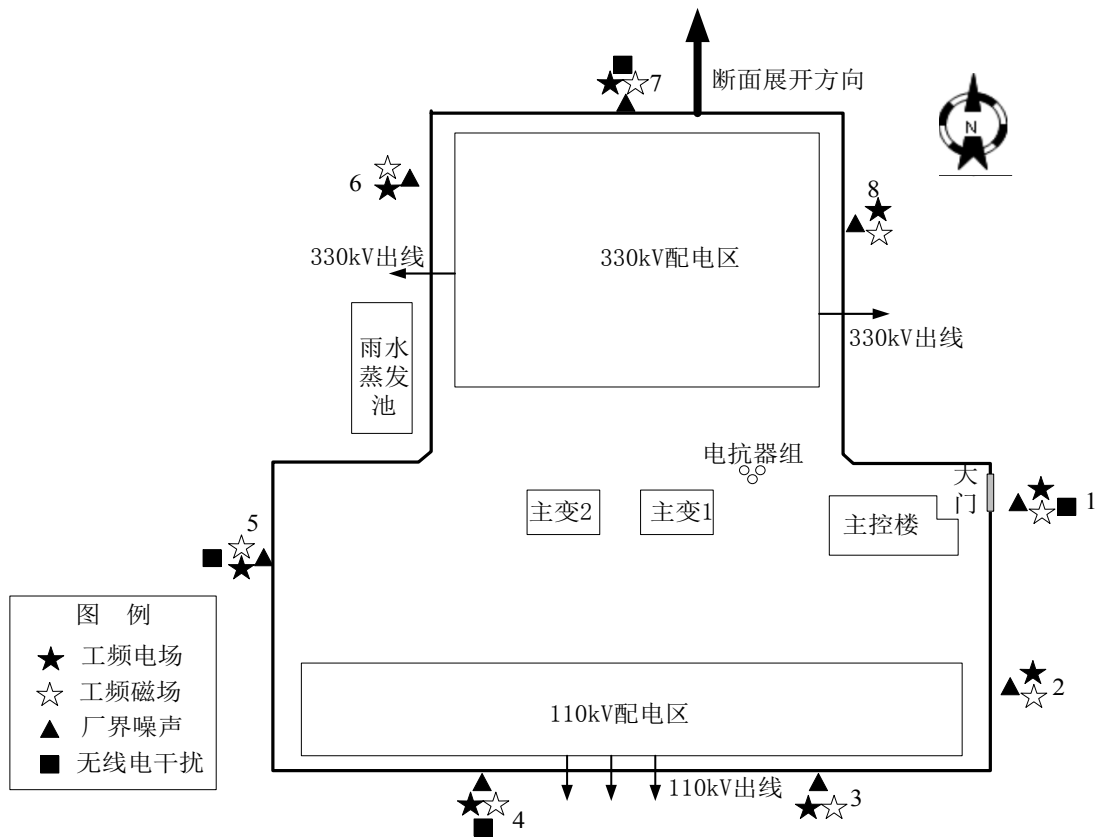 断面展开方向
7
N
6
8
330kV出线
330kV配电区
330kV出线
雨水
蒸发
池
电抗器组
大
门
1
主变2
主变1
主控楼
5
图 例
工频电场
工频磁场
厂界噪声
无线电干扰
2
110kV配电区
110kV出线
4
3